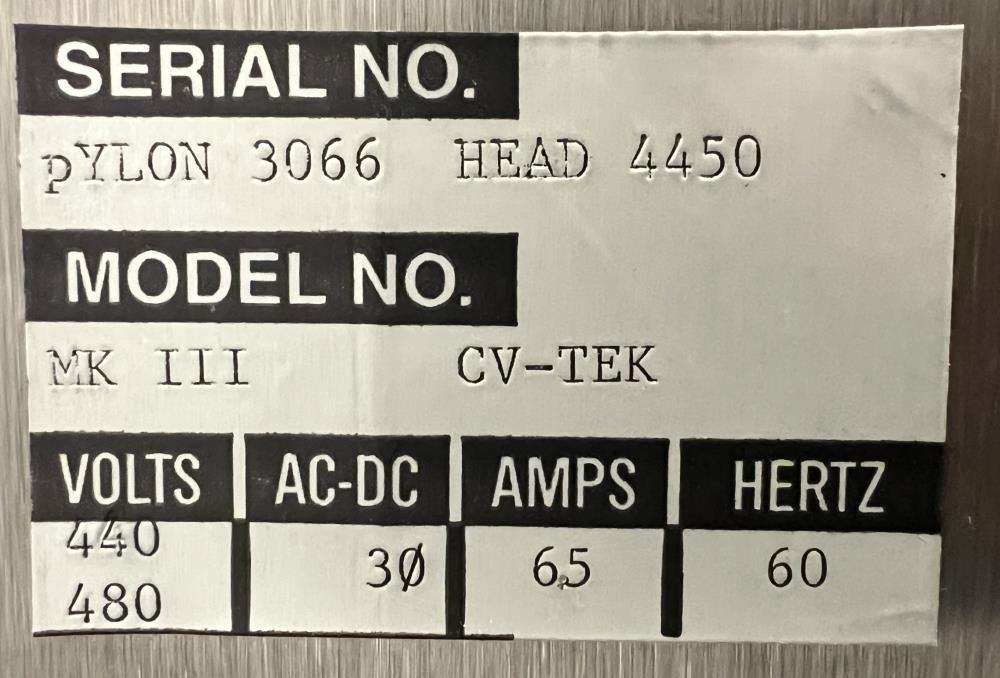 SERIAL NO.
pYLON 3066 HEAD 4450
MODEL NO.
MK III CV-TEK
VOLTS AC-DC AMPS HERTZ
440
3Ø 6.5 60
480